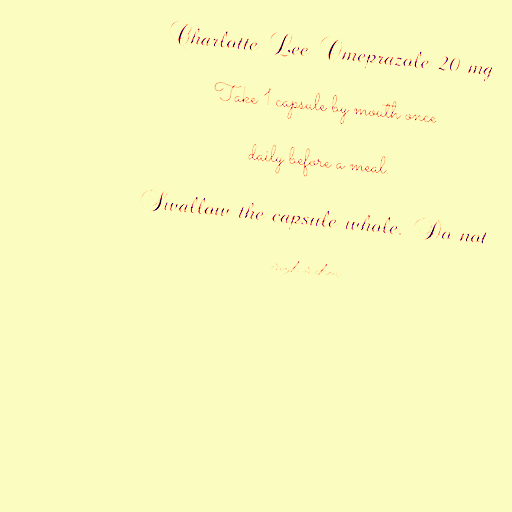 Charlotte Lee Omeprazole 20 mg
Take 1 capsule by mouth once
daily before a meal.
Swallow the capsule whole. Do not